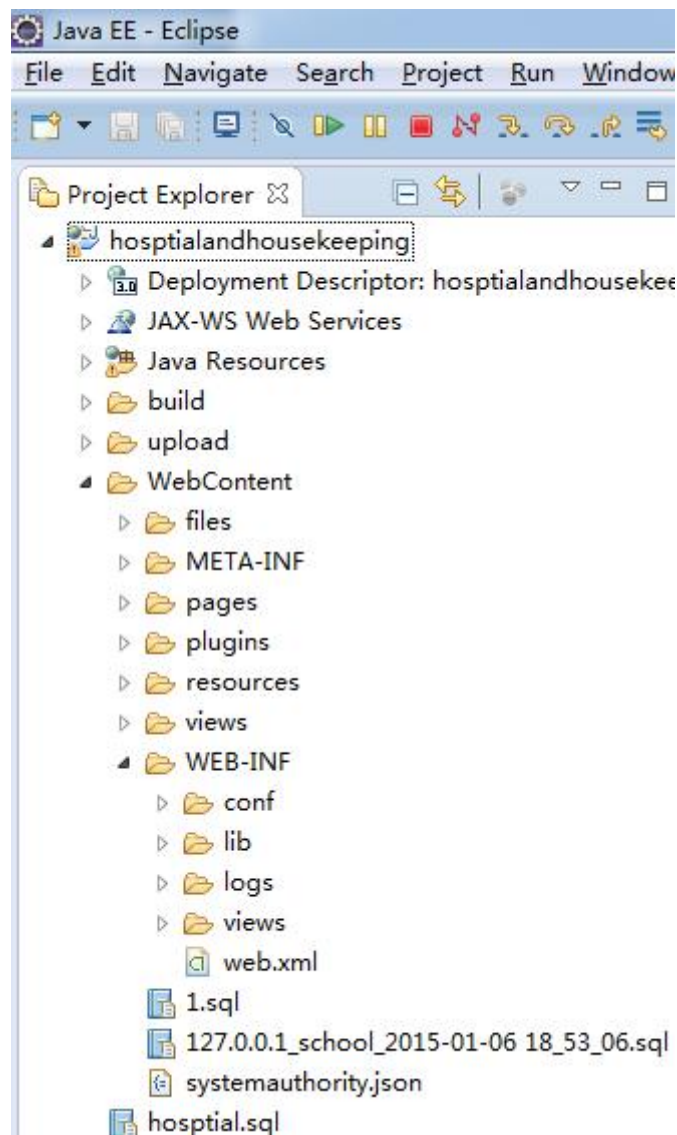 Java EE - Eclipse
File Edit Navigate Search Project Run Window
Project Explorer
hosptialandhousekeeping
3.0 Deployment Descriptor: hosptialandhousekee
JAX-WS Web Services
Java Resources
build
upload
WebContent
files
META-INF
pages
plugins
resources
views
WEB-INF
conf
lib
logs
views
web.xml
1.sql
127.0.0.1_school_2015-01-06 18_53_06.sql
systemauthority.json
hosptial.sql